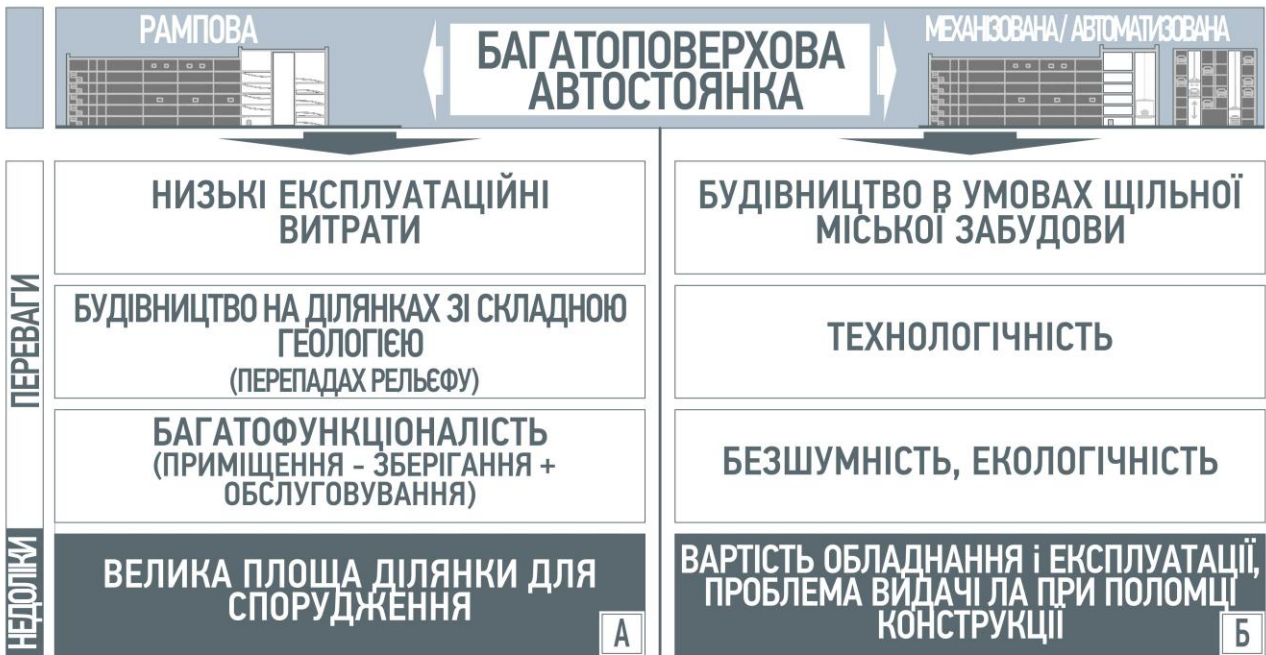 РАМПОВА
БАГАТОПОВЕРХОВА
АВТОСТОЯНКА
МЕХАНІЗОВАНА/ АВТОМАТИЗОВАНА
ПЕРЕВАГИ
НИЗЬКІ ЕКСПЛУАТАЦІЙНІ
ВИТРАТИ
БУДІВНИЦТВО В УМОВАХ ЩІЛЬНОЇ
МІСЬКОЇ ЗАБУДОВИ
БУДІВНИЦТВО НА ДІЛЯНКАХ ЗІ СКЛАДНОЮ
ГЕОЛОГІЄЮ
(ПЕРЕПАДАХ РЕЛЬЄФУ)
ТЕХНОЛОГІЧНІСТЬ
БАГАТОФУНКЦІОНАЛІСТЬ
(ПРИМІЩЕННЯ - ЗБЕРІГАННЯ +
ОБСЛУГОВУВАННЯ)
БЕЗШУМНІСТЬ, ЕКОЛОГІЧНІСТЬ
НЕДОЛІКИ
ВЕЛИКА ПЛОЩА ДІЛЯНКИ ДЛЯ
СПОРУДЖЕННЯ
А
ВАРТІСТЬ ОБЛАДНАННЯ і ЕКСПЛУАТАЦІЇ,
ПРОБЛЕМА ВИДАЧІ ЛА ПРИ ПОЛОМЦІ
КОНСТРУКЦІЇ
Б